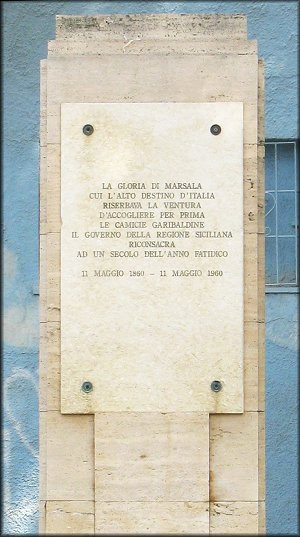 LA GLORIA DI MARSALA
CUI L'ALTO DESTINO D'ITALIA
RISERBAVA LA VENTURA
D'ACCOGLIERE PER PRIMA
LE CAMICIE GARIBALDINE
IL GOVERNO DELLA REGIONE SICILIANA
RICONSACRA
AD UN SECOLO DELL'ANNO FATIDICO
11 MAGGIO 1860 – 11 MAGGIO 1960